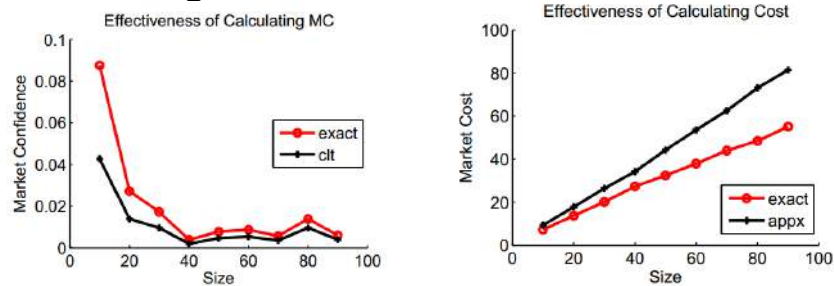 Effectiveness of Calculating MC
0.1
0.08
0.06
0.04
0.02
0
Market Confidence
exact
clt
0 20 40 60 80 100
Size
Effectiveness of Calculating Cost
100
80
60
40
20
0
Market Cost
exact
appx
0 20 40 60 80 100
Size